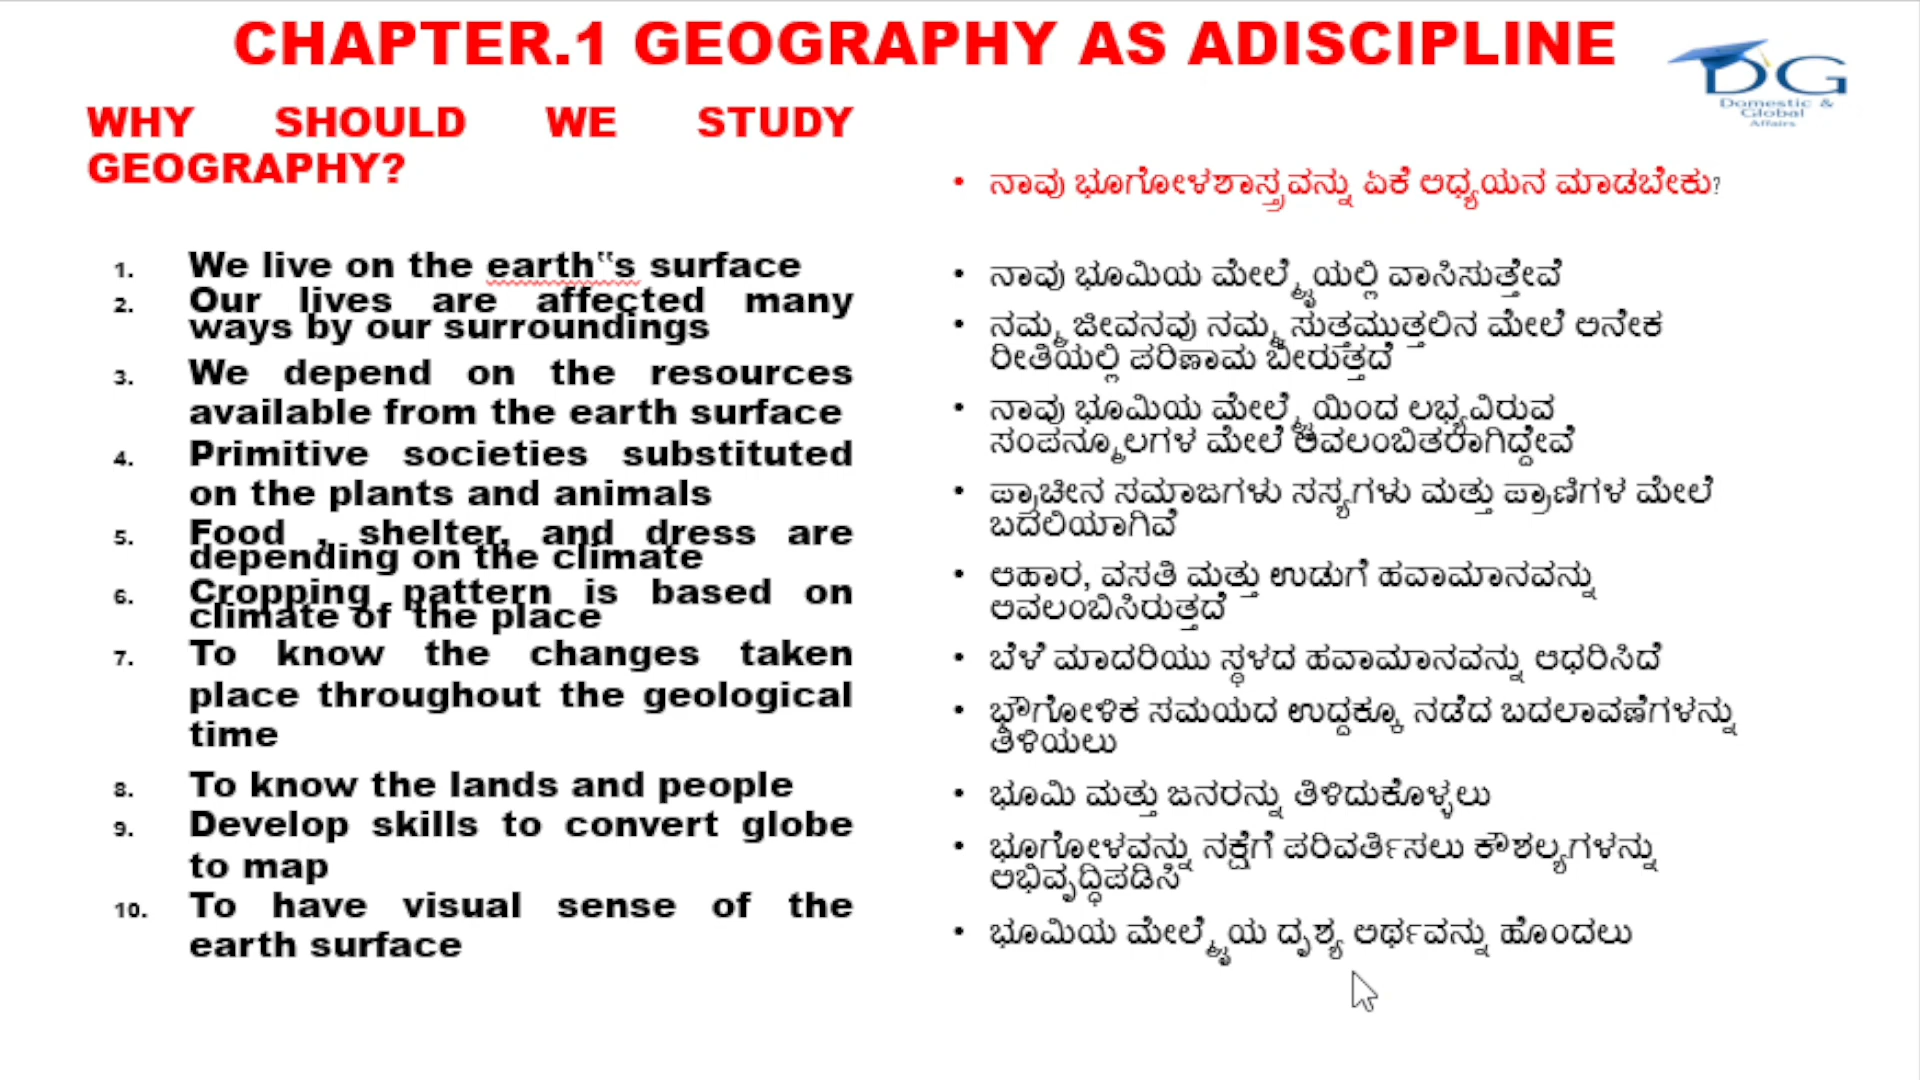 CHAPTER.1 GEOGRAPHY AS ADISCIPLINE
DG
Domestic &
Global
Affairs
WHY SHOULD WE STUDY
GEOGRAPHY?
1. We live on the earth‟s surface
2. Our lives are affected many
ways by our surroundings
3. We depend on the resources
available from the earth surface
4. Primitive societies substituted
on the plants and animals
5. Food , shelter, and dress are
depending on the climate
6. Cropping pattern is based on
climate of the place
7. To know the changes taken
place throughout the geological
time
8. To know the lands and people
9. Develop skills to convert globe
to map
10. To have visual sense of the
earth surface
• ನಾವು ಭೂಗೋಳಶಾಸ್ತ್ರವನ್ನು ಏಕೆ ಅಧ್ಯಯನ ಮಾಡಬೇಕು?
• ನಾವು ಭೂಮಿಯ ಮೇಲ್ಮೈಯಲ್ಲಿ ವಾಸಿಸುತ್ತೇವೆ
• ನಮ್ಮ ಜೀವನವು ನಮ್ಮ ಸುತ್ತಮುತ್ತಲಿನ ಮೇಲೆ ಅನೇಕ
ರೀತಿಯಲ್ಲಿ ಪರಿಣಾಮ ಬೀರುತ್ತದೆ
• ನಾವು ಭೂಮಿಯ ಮೇಲ್ಮೈಯಿಂದ ಲಭ್ಯವಿರುವ
ಸಂಪನ್ಮೂಲಗಳ ಮೇಲೆ ಅವಲಂಬಿತರಾಗಿದ್ದೇವೆ
• ಪ್ರಾಚೀನ ಸಮಾಜಗಳು ಸಸ್ಯಗಳು ಮತ್ತು ಪ್ರಾಣಿಗಳ ಮೇಲೆ
ಬದಲಿಯಾಗಿವೆ
• ಆಹಾರ, ವಸತಿ ಮತ್ತು ಉಡುಗೆ ಹವಾಮಾನವನ್ನು
ಅವಲಂಬಿಸಿರುತ್ತದೆ
• ಬೆಳೆ ಮಾದರಿಯು ಸ್ಥಳದ ಹವಾಮಾನವನ್ನು ಆಧರಿಸಿದೆ
• ಭೌಗೋಳಿಕ ಸಮಯದ ಉದ್ದಕ್ಕೂ ನಡೆದ ಬದಲಾವಣೆಗಳನ್ನು
ತಿಳಿಯಲು
• ಭೂಮಿ ಮತ್ತು ಜನರನ್ನು ತಿಳಿದುಕೊಳ್ಳಲು
• ಭೂಗೋಳವನ್ನು ನಕ್ಷೆಗೆ ಪರಿವರ್ತಿಸಲು ಕೌಶಲ್ಯಗಳನ್ನು
ಅಭಿವೃದ್ಧಿಪಡಿಸಿ
• ಭೂಮಿಯ ಮೇಲ್ಮೈಯ ದೃಶ್ಯ ಅರ್ಥವನ್ನು ಹೊಂದಲು